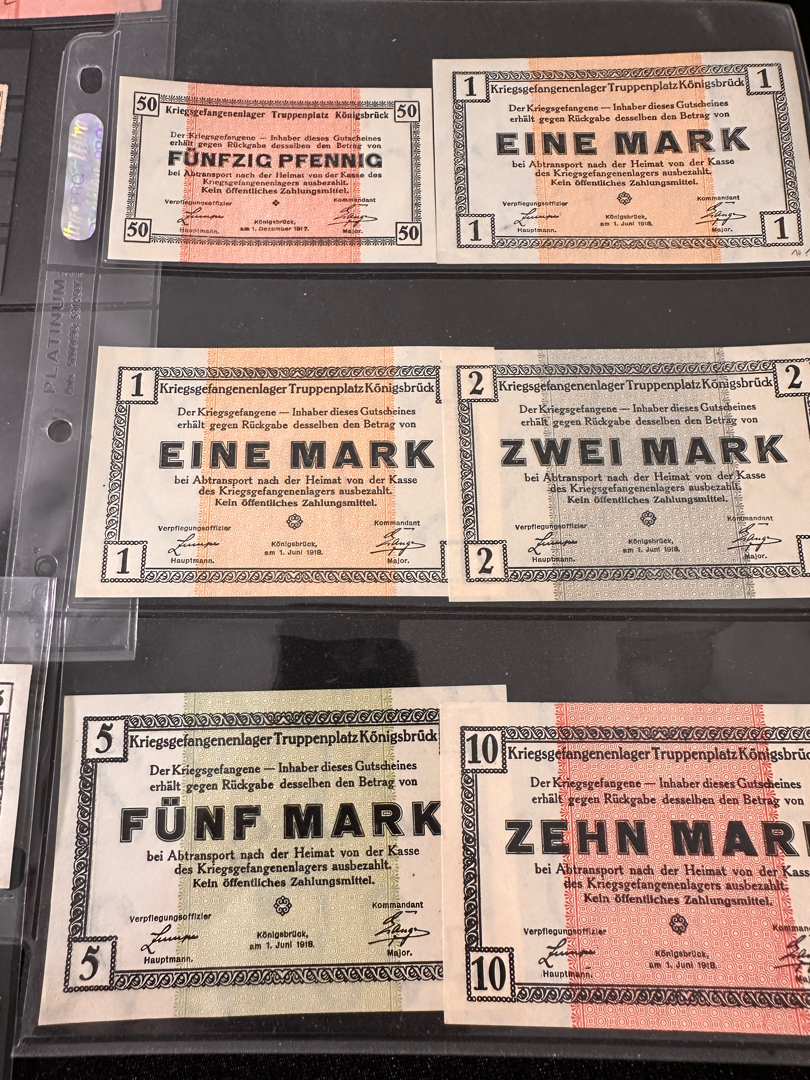 50
50
Kriegsgefangenenlager Truppenplatz Königsbrück
Der Kriegsgefangene — Inhaber dieses Gutscheines
erhält gegen Rückgabe desselben den Betrag von
FÜNFZIG PFENNIG
bei Abtransport nach der Heimat von der Kasse des
Kriegsgefangenenlagers ausbezahlt.
Kein öffentliches Zahlungsmittel.
Verpflegungsoffizier
Kommandant
Königsbrück,
am 1. Dezember 1917.
Hauptmann.
Major.
50
50
1
1
Kriegsgefangenenlager Truppenplatz Königsbrück
Der Kriegsgefangene — Inhaber dieses Gutscheines
erhält gegen Rückgabe desselben den Betrag von
EINE MARK
bei Abtransport nach der Heimat von der Kasse
des Kriegsgefangenenlagers ausbezahlt.
Kein öffentliches Zahlungsmittel.
Verpflegungsoffizier
Kommandant
Königsbrück,
am 1. Juni 1918.
Hauptmann.
Major.
1
1
PLATINUM
1
Kriegsgefangenenlager Truppenplatz Königsbrück
Der Kriegsgefangene — Inhaber dieses Gutscheines
erhält gegen Rückgabe desselben den Betrag von
EINE MARK
bei Abtransport nach der Heimat von der Kasse
des Kriegsgefangenenlagers ausbezahlt.
Kein öffentliches Zahlungsmittel.
Verpflegungsoffizier
Kommandant
Königsbrück,
am 1. Juni 1918.
Hauptmann.
Major.
1
2
2
Kriegsgefangenenlager Truppenplatz Königsbrück
Der Kriegsgefangene — Inhaber dieses Gutscheines
erhält gegen Rückgabe desselben den Betrag von
ZWEI MARK
bei Abtransport nach der Heimat von der Kasse
des Kriegsgefangenenlagers ausbezahlt.
Kein öffentliches Zahlungsmittel.
Verpflegungsoffizier
Kommandant
Königsbrück,
am 1. Juni 1918.
Hauptmann.
Major.
2
5
Kriegsgefangenenlager Truppenplatz Königsbrück
Der Kriegsgefangene — Inhaber dieses Gutscheines
erhält gegen Rückgabe desselben den Betrag von
FÜNF MARK
bei Abtransport nach der Heimat von der Kasse
des Kriegsgefangenenlagers ausbezahlt.
Kein öffentliches Zahlungsmittel.
Verpflegungsoffizier
Kommandant
Königsbrück,
am 1. Juni 1918.
Hauptmann.
Major.
5
10
Kriegsgefangenenlager Truppenplatz Königsbrüc
Der Kriegsgefangene — Inhaber dieses Gutscheines
erhält gegen Rückgabe desselben den Betrag von
ZEHN MAR
bei Abtransport nach der Heimat von der Kass
des Kriegsgefangenenlagers ausbezahlt.
Kein öffentliches Zahlungsmittel.
Verpflegungsoffizier
Komman
Königsbrück,
am 1. Juni 1918.
Hauptmann.
Ma
10